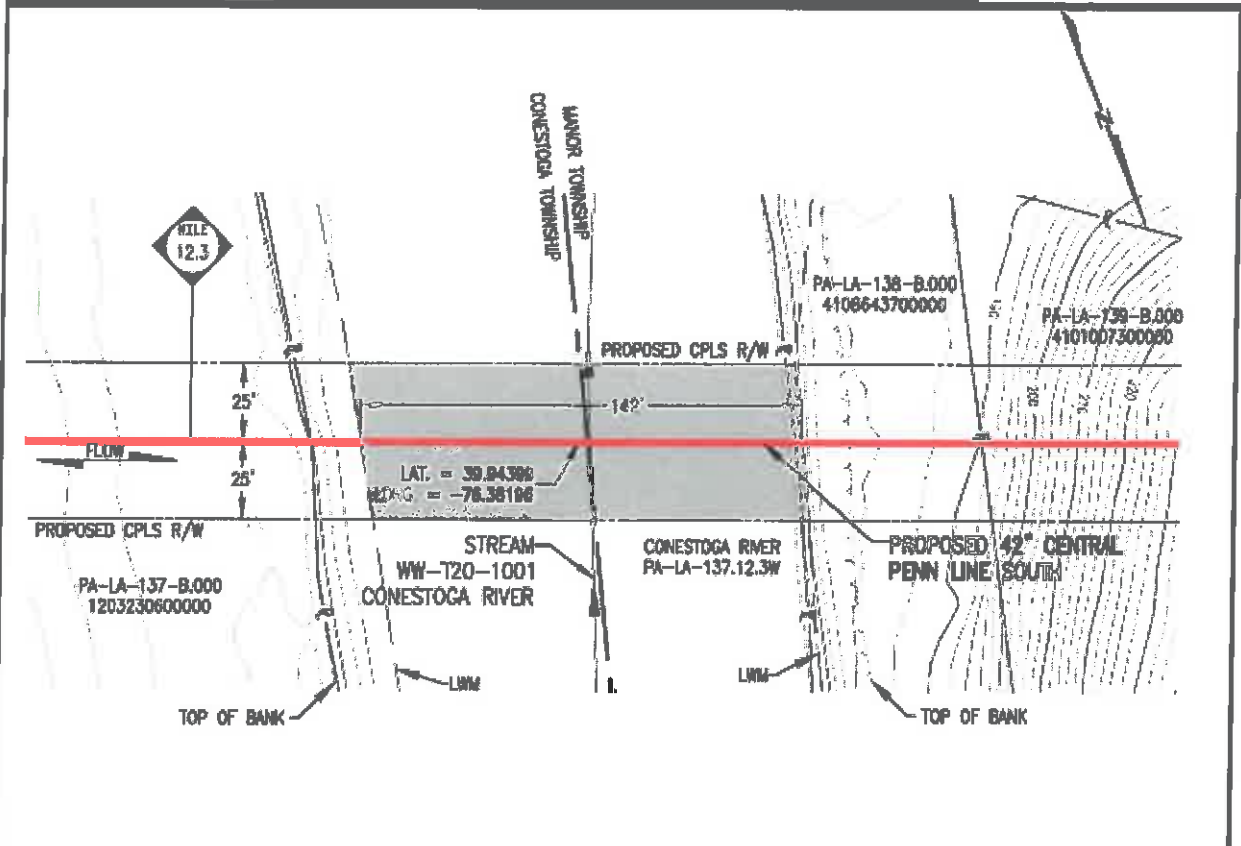 MANOR TOWNSHIP
CONESTOGA TOWNSHIP
MILE
12.3
PA-LA-138-B.000
4108643700000
PA-LA-139-B.000
4101007300000
PROPOSED CPLS R/W
25'
142'
FLOW
25'
LAT. = 39.94399
= -76.38196
PROPOSED CPLS R/W
STREAM
WW-T20-1001
CONESTOGA RIVER
CONESTOGA RIVER
PA-LA-137.12.3W
PROPOSED 42" CENTRAL
PENN LINE SOUTH
PA-LA-137-B.000
1203230600000
LWM
LWM
TOP OF BANK
TOP OF BANK